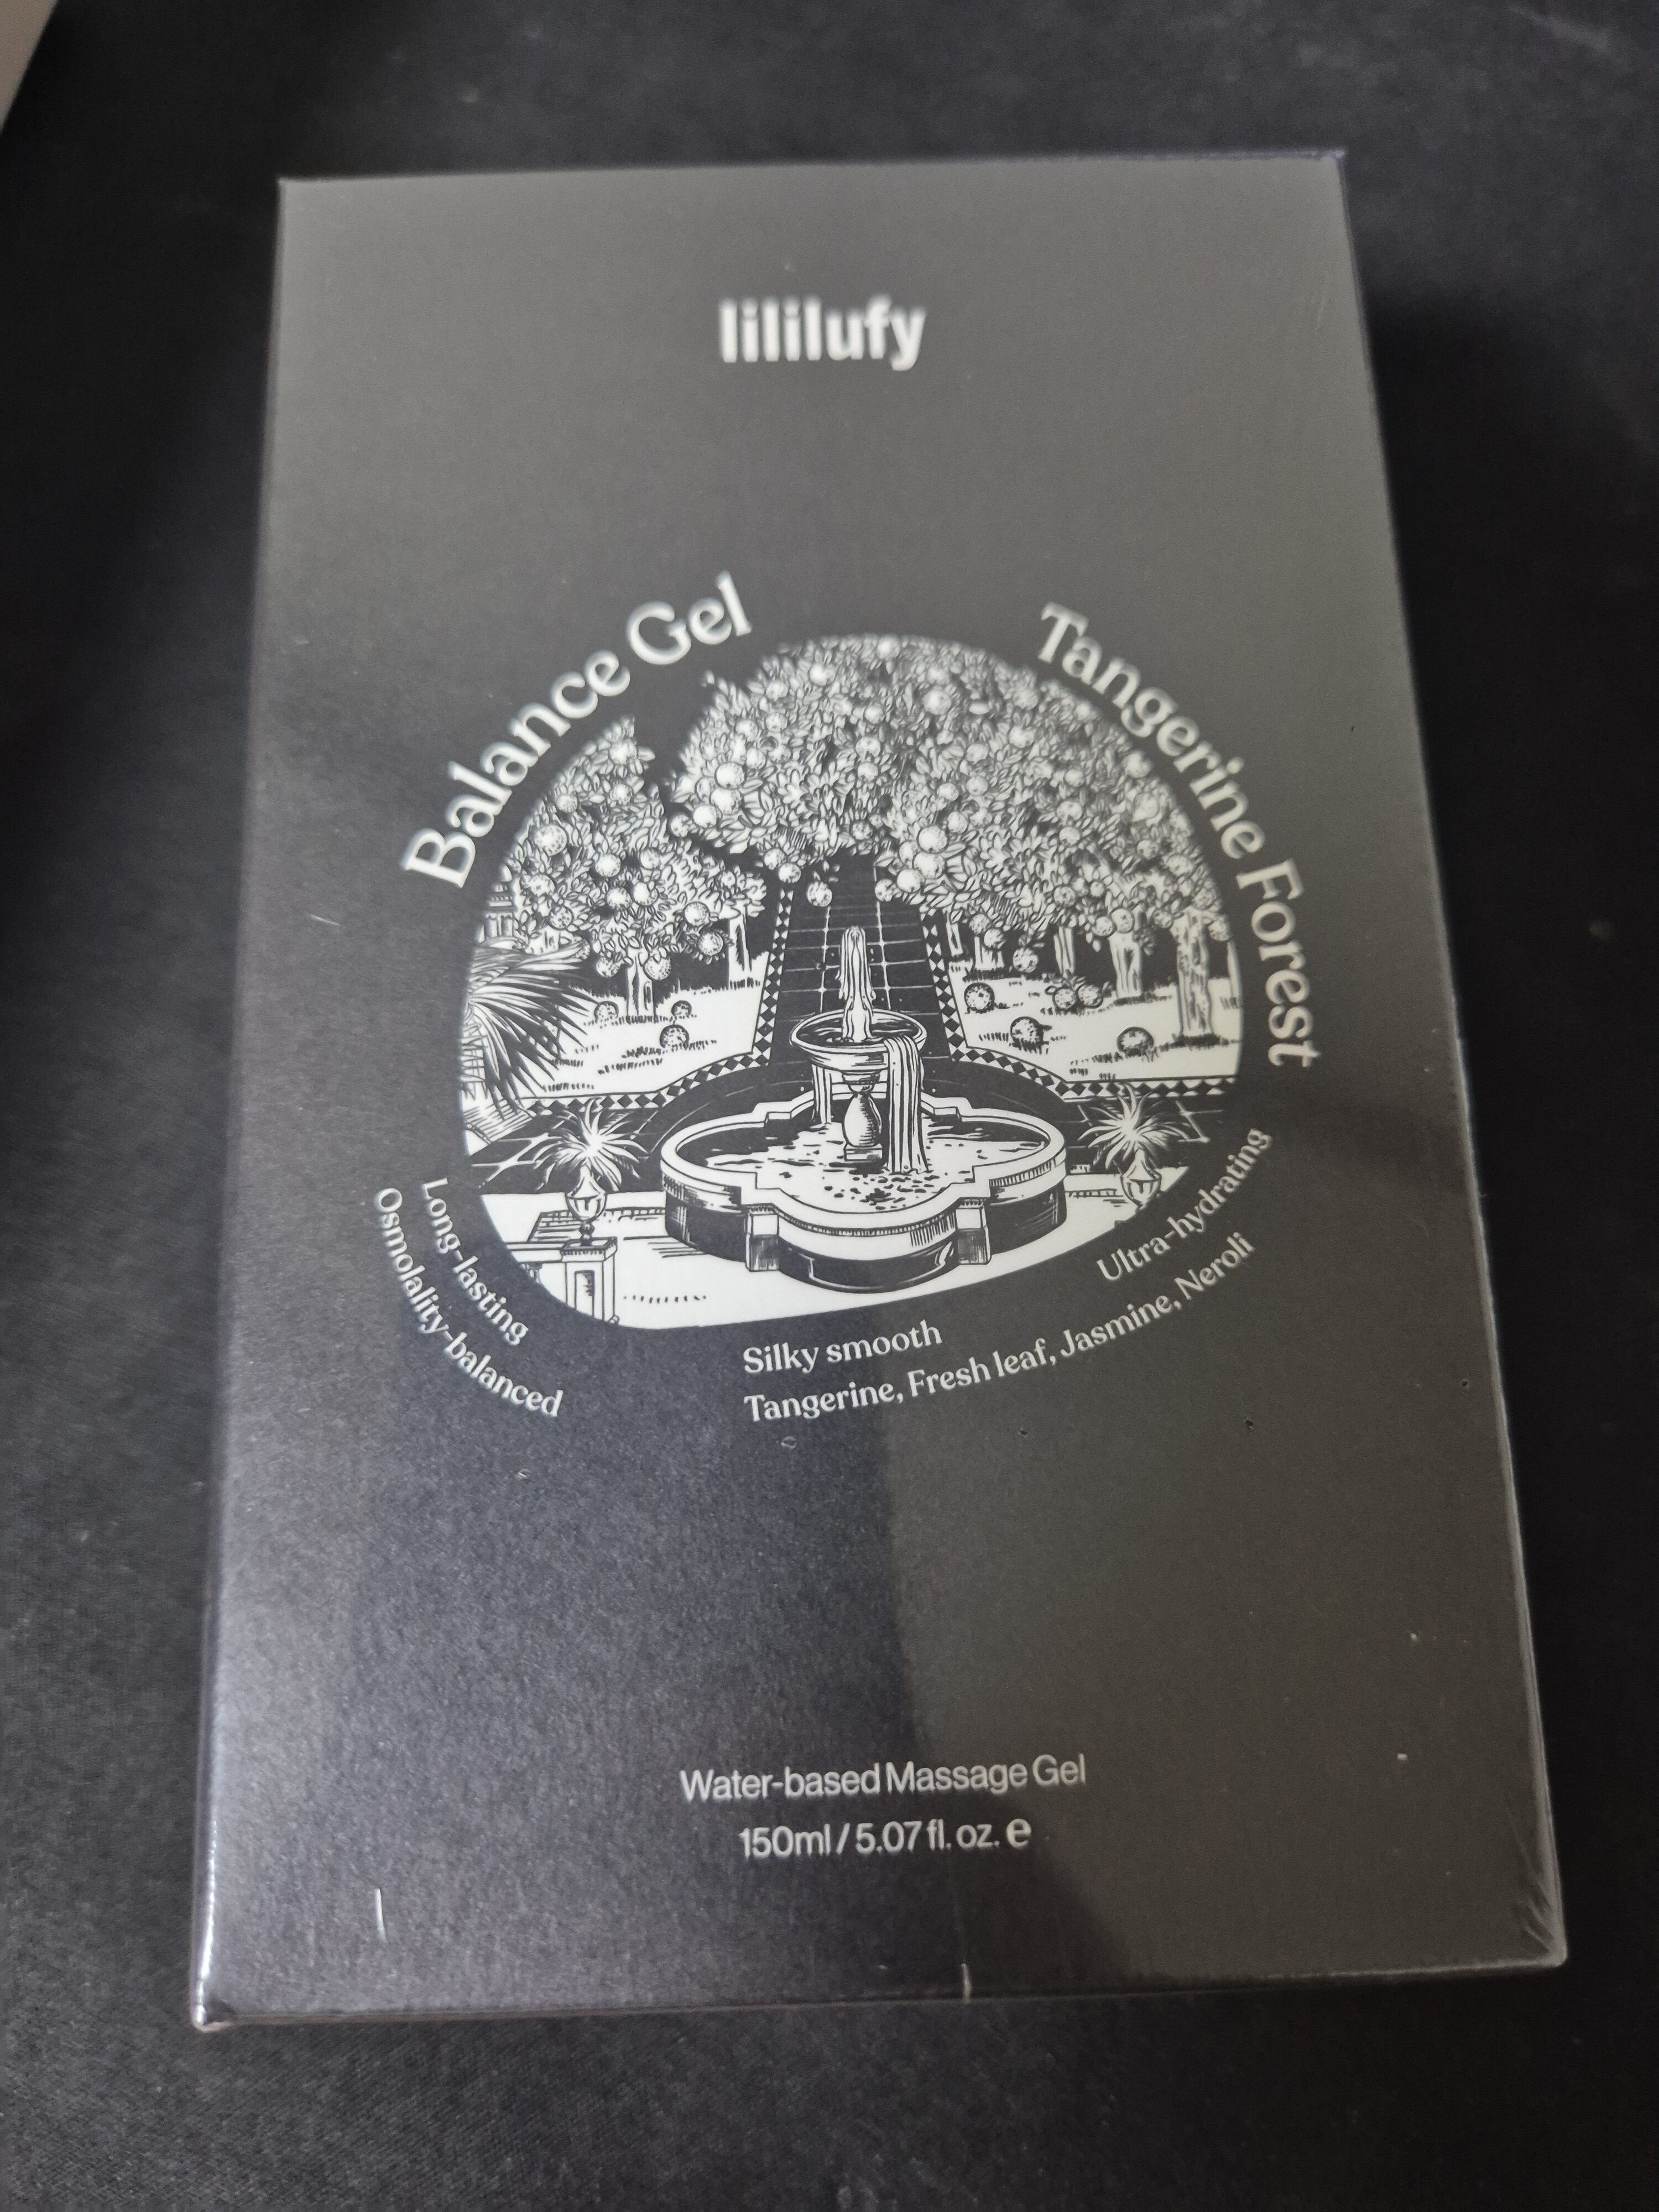 lililufy
Balance Gel
Tangerine Forest
Long-lasting
Osmolality-balanced
Silky smooth
Ultra-hydrating
Tangerine, Fresh leaf, Jasmine, Neroli
Water-based Massage Gel
150ml / 5.07 fl. oz. ℮